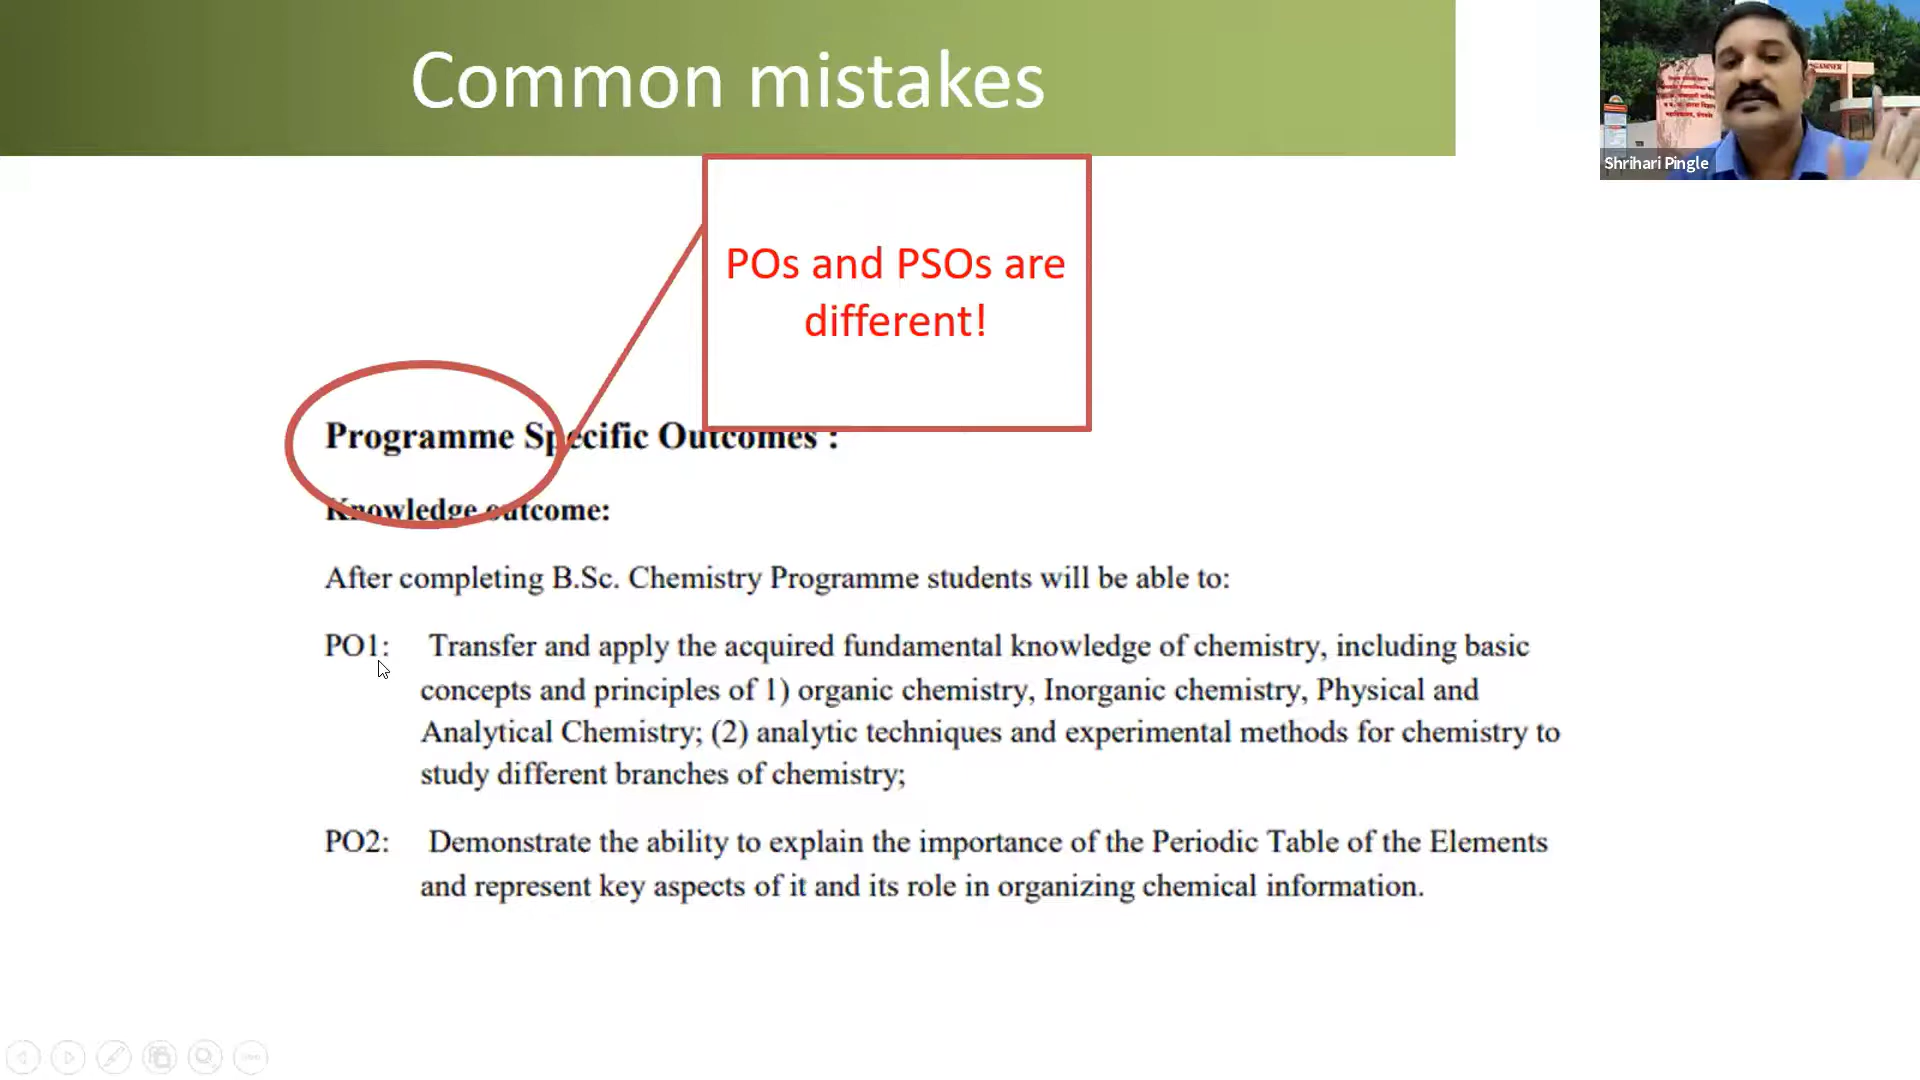 Common mistakes
POs and PSOs are
different!
Programme Specific Outcomes :
Knowledge outcome:
After completing B.Sc. Chemistry Programme students will be able to:
PO1: Transfer and apply the acquired fundamental knowledge of chemistry, including basic
concepts and principles of 1) organic chemistry, Inorganic chemistry, Physical and
Analytical Chemistry; (2) analytic techniques and experimental methods for chemistry to
study different branches of chemistry;
PO2: Demonstrate the ability to explain the importance of the Periodic Table of the Elements
and represent key aspects of it and its role in organizing chemical information.
Shrihari Pingle